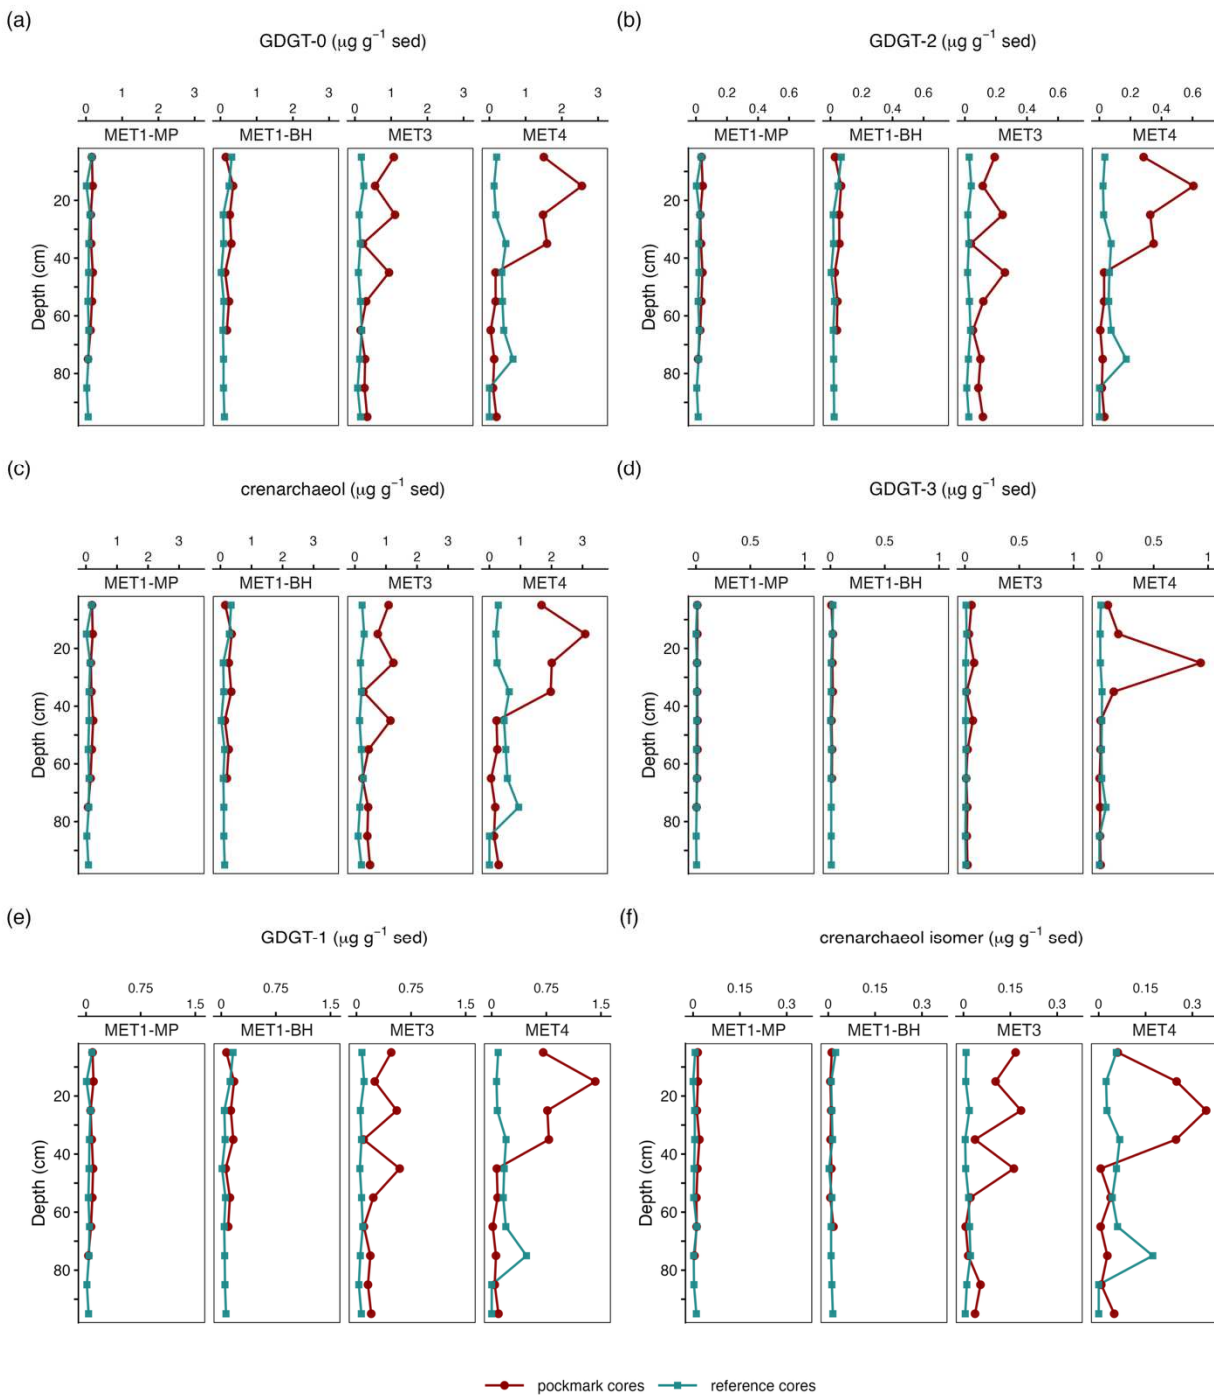 (a)
(b)
GDGT-0 (μg g⁻¹ sed)
GDGT-2 (μg g⁻¹ sed)
1 3 1 3 1 3 1 3
0.2 0.6 0.2 0.6 0.2 0.6 0.2 0.6
0 2 0 2 0 2 0 2
0 0.4 0 0.4 0 0.4 0 0.4
MET1-MP MET1-BH MET3 MET4
MET1-MP MET1-BH MET3 MET4
20
40
60
80
Depth (cm)
20
40
60
80
Depth (cm)
(c)
(d)
crenarchaeol (μg g⁻¹ sed)
GDGT-3 (μg g⁻¹ sed)
0 1 2 3 0 1 2 3 0 1 2 3 0 1 2 3
0.5 0.5 0.5 0.5
0 1 0 1 0 1 0 1
MET1-MP MET1-BH MET3 MET4
MET1-MP MET1-BH MET3 MET4
20
40
60
80
Depth (cm)
20
40
60
80
Depth (cm)
(e)
(f)
GDGT-1 (μg g⁻¹ sed)
crenarchaeol isomer (μg g⁻¹ sed)
0.75 0.75 0.75 0.75
0.15 0.15 0.15 0.15
0 1.5 0 1.5 0 1.5 0 1.5
0 0.3 0 0.3 0 0.3 0 0.3
MET1-MP MET1-BH MET3 MET4
MET1-MP MET1-BH MET3 MET4
20
40
60
80
Depth (cm)
20
40
60
80
Depth (cm)
pockmark cores reference cores